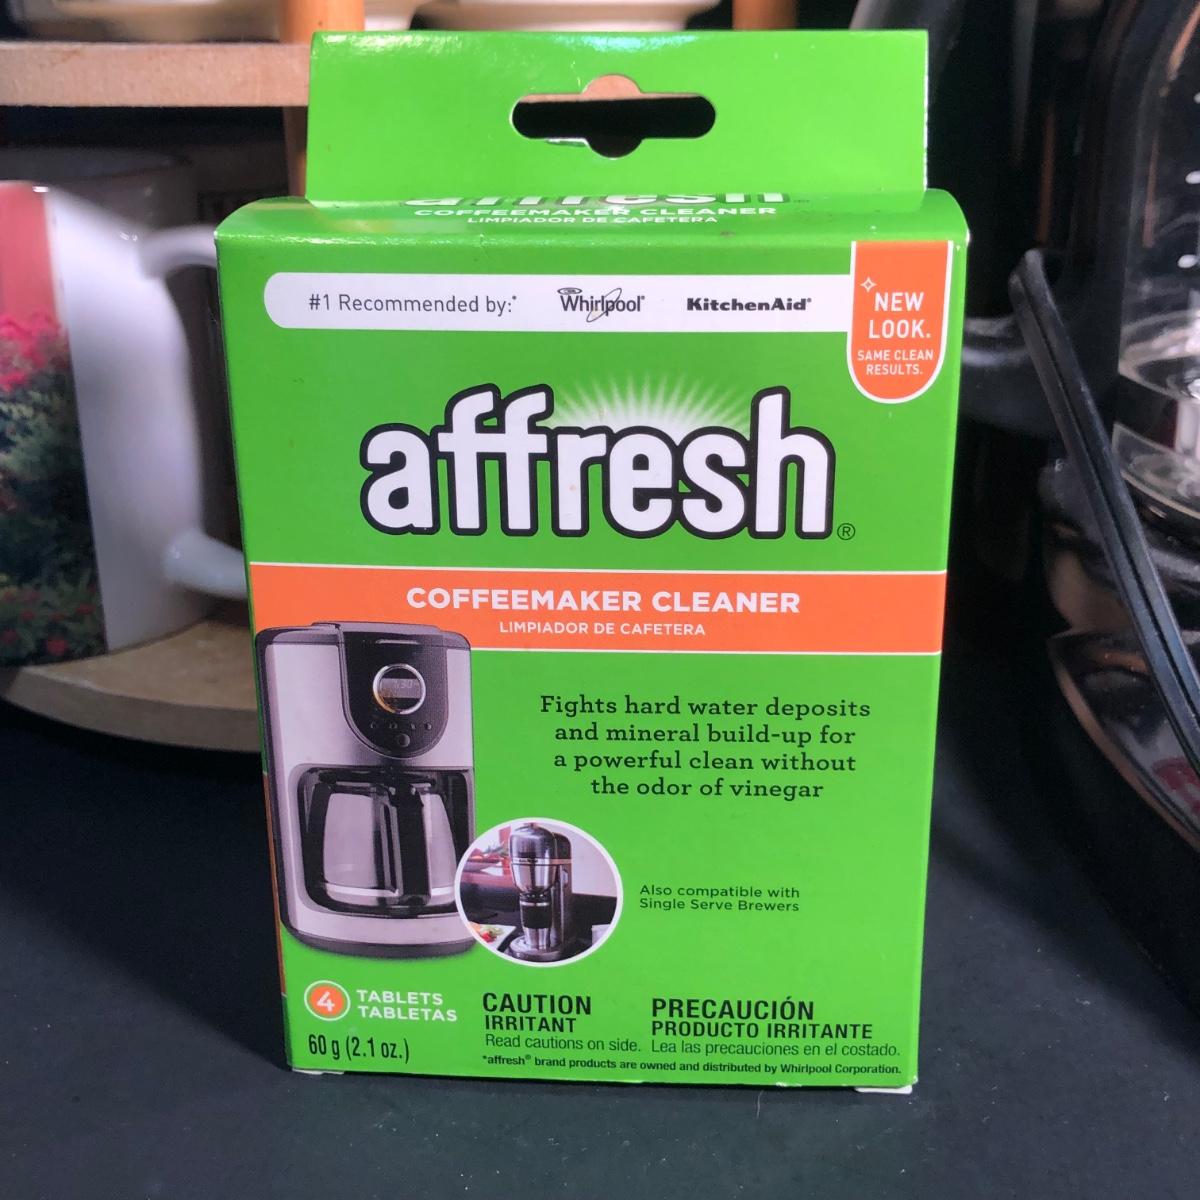 affresh
COFFEEMAKER CLEANER
LIMPIADOR DE CAFETERA
#1 Recommended by:* Whirlpool® KitchenAid®
NEW
LOOK.
SAME CLEAN
RESULTS.
affresh®
COFFEEMAKER CLEANER
LIMPIADOR DE CAFETERA
Fights hard water deposits
and mineral build-up for
a powerful clean without
the odor of vinegar
Also compatible with
Single Serve Brewers
4 TABLETS
TABLETAS
60 g (2.1 oz.)
CAUTION
IRRITANT
Read cautions on side.
PRECAUCIÓN
PRODUCTO IRRITANTE
Lea las precauciones en el costado.
*affresh® brand products are owned and distributed by Whirlpool Corporation.